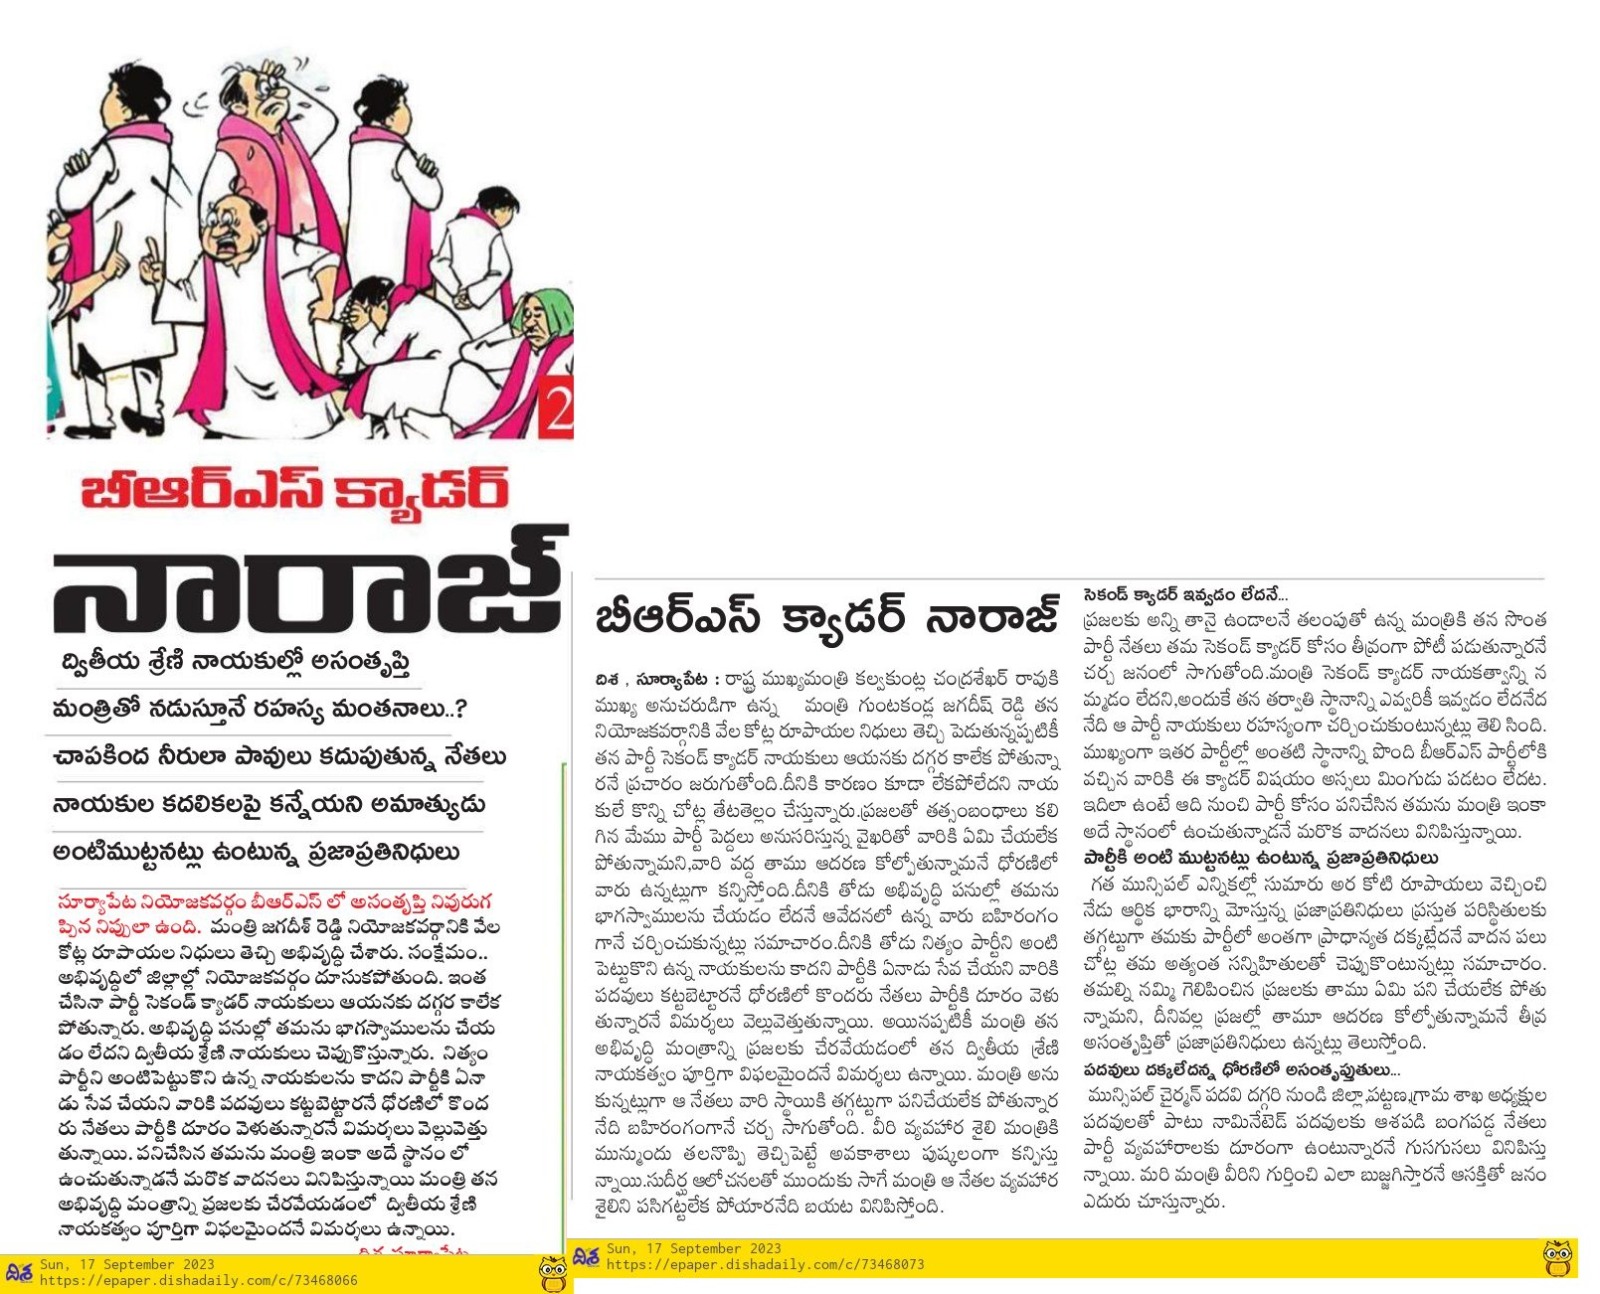 2
బీఆర్ఎస్ క్యాడర్
నారాజ్
ద్వితీయ శ్రేణి నాయకుల్లో అసంతృప్తి
మంత్రితో నడుస్తూనే రహస్య మంతనాలు..?
చాపకింద నీరులా పావులు కదుపుతున్న నేతలు
నాయకుల కదలికలపై కన్నేయని అమాత్యుడు
అంటిముట్టనట్లు ఉంటున్న ప్రజాప్రతినిధులు
సూర్యాపేట నియోజకవర్గం బీఆర్ఎస్ లో అసంతృప్తి నివురుగ
ప్పిన నిప్పులా ఉంది. మంత్రి జగదీశ్ రెడ్డి నియోజకవర్గానికి వేల
కోట్ల రూపాయల నిధులు తెచ్చి అభివృద్ధి చేశారు. సంక్షేమం..
అభివృద్ధిలో జిల్లాల్లో నియోజకవర్గం దూసుకపోతుంది. ఇంత
చేసినా పార్టీ సెకండ్ క్యాడర్ నాయకులు ఆయనకు దగ్గర కాలేక
పోతున్నారు. అభివృద్ధి పనుల్లో తమను భాగస్వాములను చేయ
డం లేదని ద్వితీయ శ్రేణి నాయకులు చెప్పుకొస్తున్నారు. నిత్యం
పార్టీని అంటిపెట్టుకొని ఉన్న నాయకులను కాదని పార్టీకి ఏనా
డు సేవ చేయని వారికి పదవులు కట్టబెట్టారనే ధోరణిలో కొంద
రు నేతలు పార్టీకి దూరం వెళుతున్నారనే విమర్శలు వెల్లువెత్తు
తున్నాయి. పనిచేసిన తమను మంత్రి ఇంకా అదే స్థానం లో
ఉంచుతున్నాడనే మరొక వాదనలు వినిపిస్తున్నాయి మంత్రి తన
అభివృద్ధి మంత్రాన్ని ప్రజలకు చేరవేయడంలో ద్వితీయ శ్రేణి
నాయకత్వం పూర్తిగా విఫలమైందనే విమర్శలు ఉన్నాయి.
దిశ Sun, 17 September 2023
https://epaper.dishadaily.com/c/73468066
బీఆర్ఎస్ క్యాడర్ నారాజ్
దిశ , సూర్యాపేట : రాష్ట్ర ముఖ్యమంత్రి కల్వకుంట్ల చంద్రశేఖర్ రావుకి
ముఖ్య అనుచరుడిగా ఉన్న మంత్రి గుంటకండ్ల జగదీష్ రెడ్డి తన
నియోజకవర్గానికి వేల కోట్ల రూపాయల నిధులు తెచ్చి పెడుతున్నప్పటికీ
తన పార్టీ సెకండ్ క్యాడర్ నాయకులు ఆయనకు దగ్గర కాలేక పోతున్నా
రనే ప్రచారం జరుగుతోంది.దీనికి కారణం కూడా లేకపోలేదని నాయ
కులే కొన్ని చోట్ల తేటతెల్లం చేస్తున్నారు.ప్రజలతో తత్సంబంధాలు కలి
గిన మేము పార్టీ పెద్దలు అనుసరిస్తున్న వైఖరితో వారికి ఏమి చేయలేక
పోతున్నామని,వారి వద్ద తాము ఆదరణ కోల్పోతున్నామనే ధోరణిలో
వారు ఉన్నట్లుగా కన్పిస్తోంది.దీనికి తోడు అభివృద్ధి పనుల్లో తమను
భాగస్వాములను చేయడం లేదనే ఆవేదనలో ఉన్న వారు బహిరంగం
గానే చర్చించుకున్నట్లు సమాచారం.దీనికి తోడు నిత్యం పార్టీని అంటి
పెట్టుకొని ఉన్న నాయకులను కాదని పార్టీకి ఏనాడు సేవ చేయని వారికి
పదవులు కట్టబెట్టారనే ధోరణిలో కొందరు నేతలు పార్టీకి దూరం వెళు
తున్నారనే విమర్శలు వెల్లువెత్తుతున్నాయి. అయినప్పటికీ మంత్రి తన
అభివృద్ధి మంత్రాన్ని ప్రజలకు చేరవేయడంలో తన ద్వితీయ శ్రేణి
నాయకత్వం పూర్తిగా విఫలమైందనే విమర్శలు ఉన్నాయి. మంత్రి అను
కున్నట్లుగా ఆ నేతలు వారి స్థాయికి తగ్గట్టుగా పనిచేయలేక పోతున్నార
నేది బహిరంగంగానే చర్చ సాగుతోంది. వీరి వ్యవహార శైలి మంత్రికి
మున్ముందు తలనొప్పి తెచ్చిపెట్టే అవకాశాలు పుష్కలంగా కన్పిస్తు
న్నాయి.సుదీర్ఘ ఆలోచనలతో ముందుకు సాగే మంత్రి ఆ నేతల వ్యవహార
శైలిని పసిగట్టలేక పోయారనేది బయట వినిపిస్తోంది.
సెకండ్ క్యాడర్ ఇవ్వడం లేదనే...
ప్రజలకు అన్ని తానై ఉండాలనే తలంపుతో ఉన్న మంత్రికి తన సొంత
పార్టీ నేతలు తమ సెకండ్ క్యాడర్ కోసం తీవ్రంగా పోటీ పడుతున్నారనే
చర్చ జనంలో సాగుతోంది.మంత్రి సెకండ్ క్యాడర్ నాయకత్వాన్ని న
మ్మడం లేదని,అందుకే తన తర్వాతి స్థానాన్ని ఎవ్వరికీ ఇవ్వడం లేదనేద
నేది ఆ పార్టీ నాయకులు రహస్యంగా చర్చించుకుంటున్నట్లు తెలి సింది.
ముఖ్యంగా ఇతర పార్టీల్లో అంతటి స్థానాన్ని పొంది బీఆర్ఎస్ పార్టీలోకి
వచ్చిన వారికి ఈ క్యాడర్ విషయం అస్సలు మింగుడు పడటం లేదట.
ఇదిలా ఉంటే ఆది నుంచి పార్టీ కోసం పనిచేసిన తమను మంత్రి ఇంకా
అదే స్థానంలో ఉంచుతున్నాడనే మరొక వాదనలు వినిపిస్తున్నాయి.
పార్టీకి అంటి ముట్టనట్లు ఉంటున్న ప్రజాప్రతినిధులు
గత మున్సిపల్ ఎన్నికల్లో సుమారు అర కోటి రూపాయలు వెచ్చించి
నేడు ఆర్థిక భారాన్ని మోస్తున్న ప్రజాప్రతినిధులు ప్రస్తుత పరిస్థితులకు
తగ్గట్టుగా తమకు పార్టీలో అంతగా ప్రాధాన్యత దక్కట్లేదనే వాదన పలు
చోట్ల తమ అత్యంత సన్నిహితులతో చెప్పుకొంటున్నట్లు సమాచారం.
తమల్ని నమ్మి గెలిపించిన ప్రజలకు తాము ఏమి పని చేయలేక పోతు
న్నామని, దీనివల్ల ప్రజల్లో తామూ ఆదరణ కోల్పోతున్నామనే తీవ్ర
అసంతృప్తితో ప్రజాప్రతినిధులు ఉన్నట్లు తెలుస్తోంది.
పదవులు దక్కలేదన్న ధోరణిలో అసంతృప్తుతులు...
మున్సిపల్ చైర్మన్ పదవి దగ్గరి నుండి జిల్లా,పట్టణ,గ్రామ శాఖ అధ్యక్షుల
పదవులతో పాటు నామినేటెడ్ పదవులకు ఆశపడి బంగపడ్డ నేతలు
పార్టీ వ్యవహారాలకు దూరంగా ఉంటున్నారనే గుసగుసలు వినిపిస్తు
న్నాయి. మరి మంత్రి వీరిని గుర్తించి ఎలా బుజ్జగిస్తారనే ఆసక్తితో జనం
ఎదురు చూస్తున్నారు.
దిశ Sun, 17 September 2023
https://epaper.dishadaily.com/c/73468073